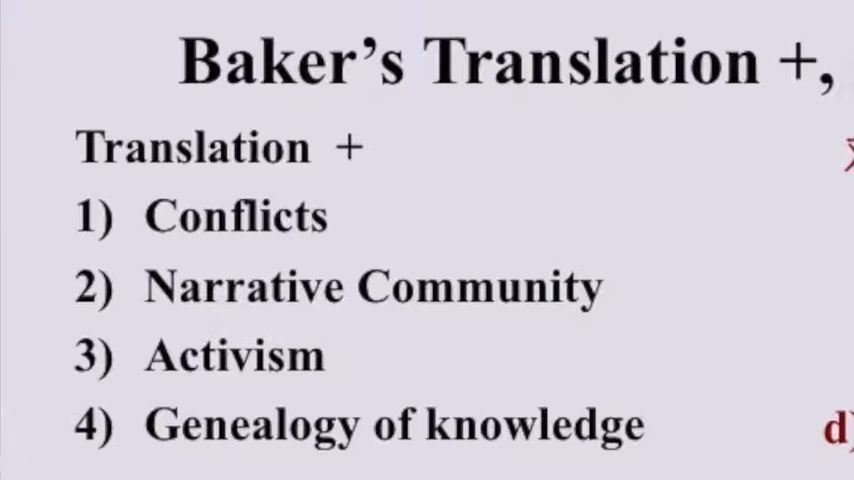 Baker's Translation +,
Translation +
1) Conflicts
2) Narrative Community
3) Activism
4) Genealogy of knowledge
d)